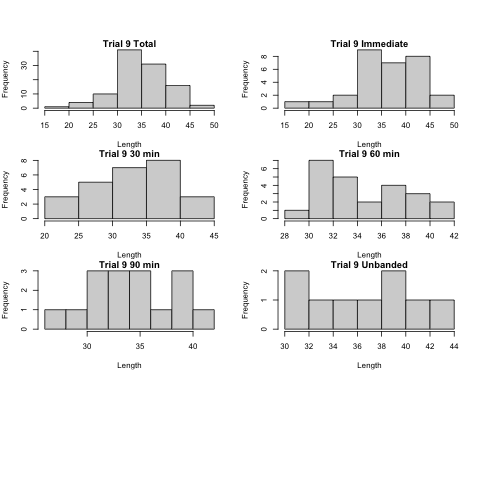 Trial 9 Total
Frequency
0 10 30
15 20 25 30 35 40 45 50
Length
Trial 9 Immediate
Frequency
0 2 4 6 8
15 20 25 30 35 40 45 50
Length
Trial 9 30 min
Frequency
0 2 4 6 8
20 25 30 35 40 45
Length
Trial 9 60 min
Frequency
0 2 4 6
28 30 32 34 36 38 40 42
Length
Trial 9 90 min
Frequency
0 1 2 3
30 35 40
Length
Trial 9 Unbanded
Frequency
0 1 2
30 32 34 36 38 40 42 44
Length